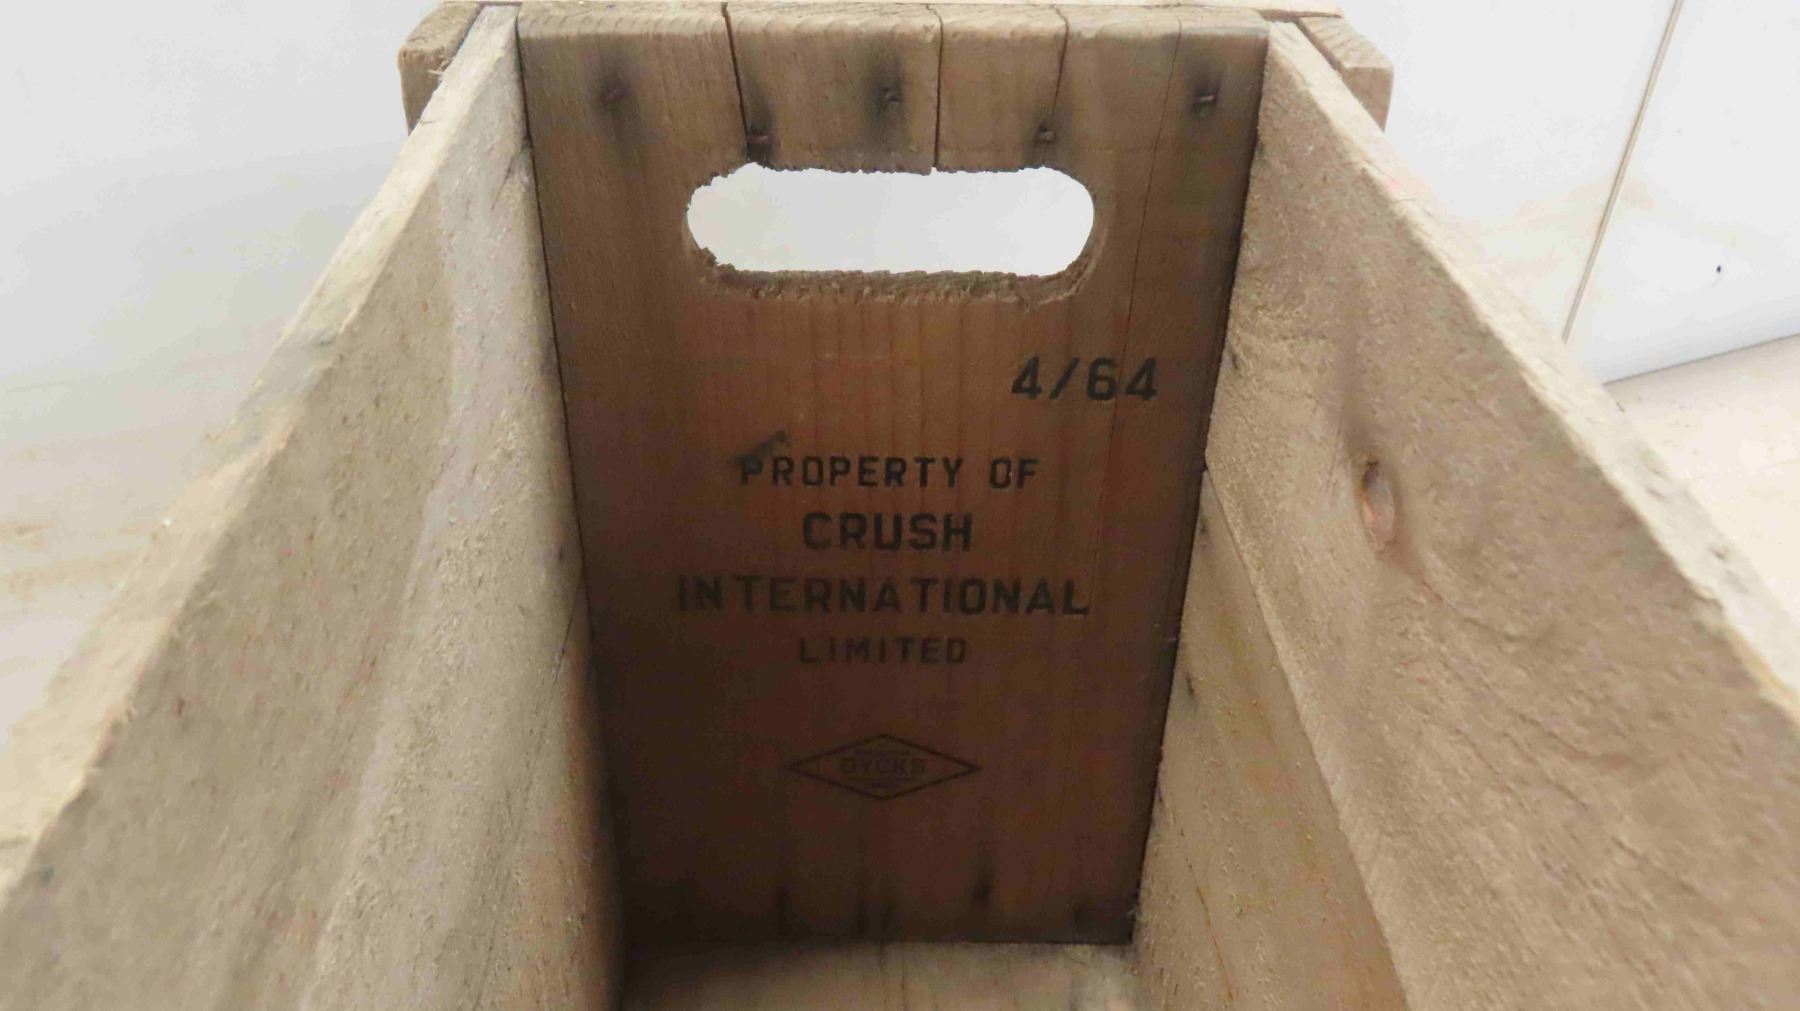 4/64
PROPERTY OF
CRUSH
INTERNATIONAL
LIMITED
DYCKS